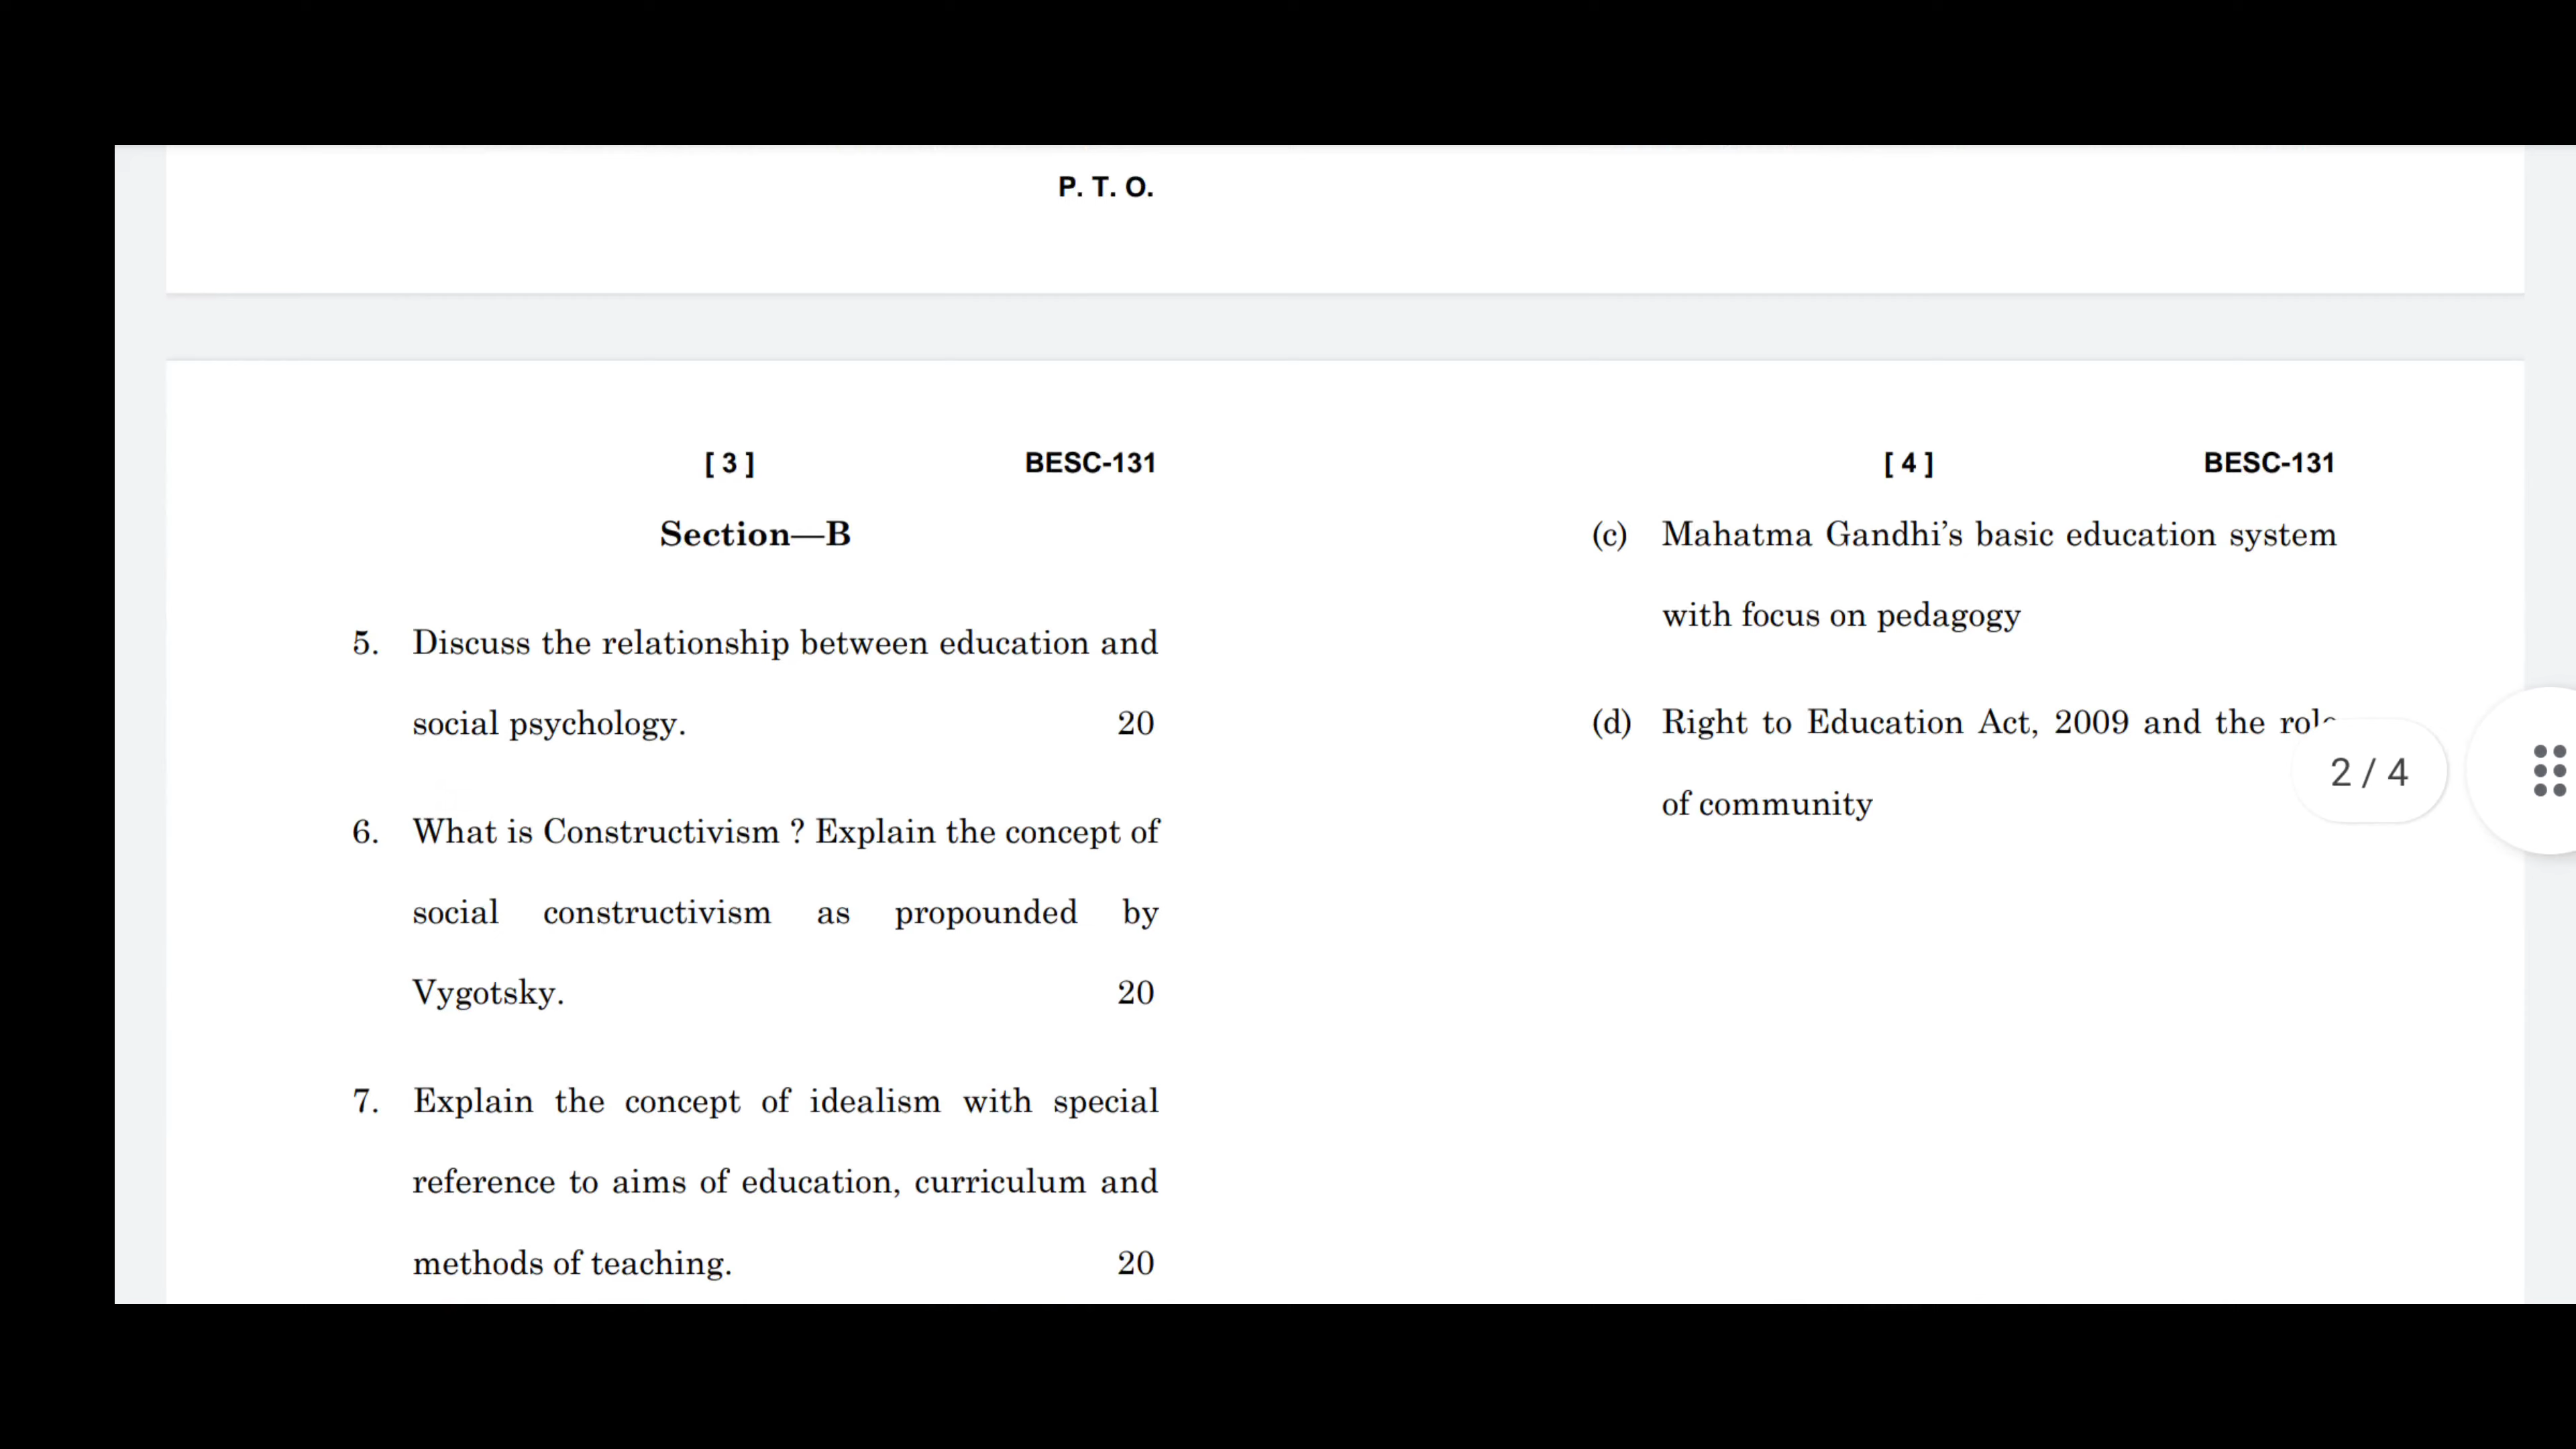 P. T. O.
[ 3 ] BESC-131
Section—B
5. Discuss the relationship between education and
social psychology. 20
6. What is Constructivism ? Explain the concept of
social constructivism as propounded by
Vygotsky. 20
7. Explain the concept of idealism with special
reference to aims of education, curriculum and
methods of teaching. 20
[ 4 ] BESC-131
(c) Mahatma Gandhi's basic education system
with focus on pedagogy
(d) Right to Education Act, 2009 and the role
of community
2 / 4